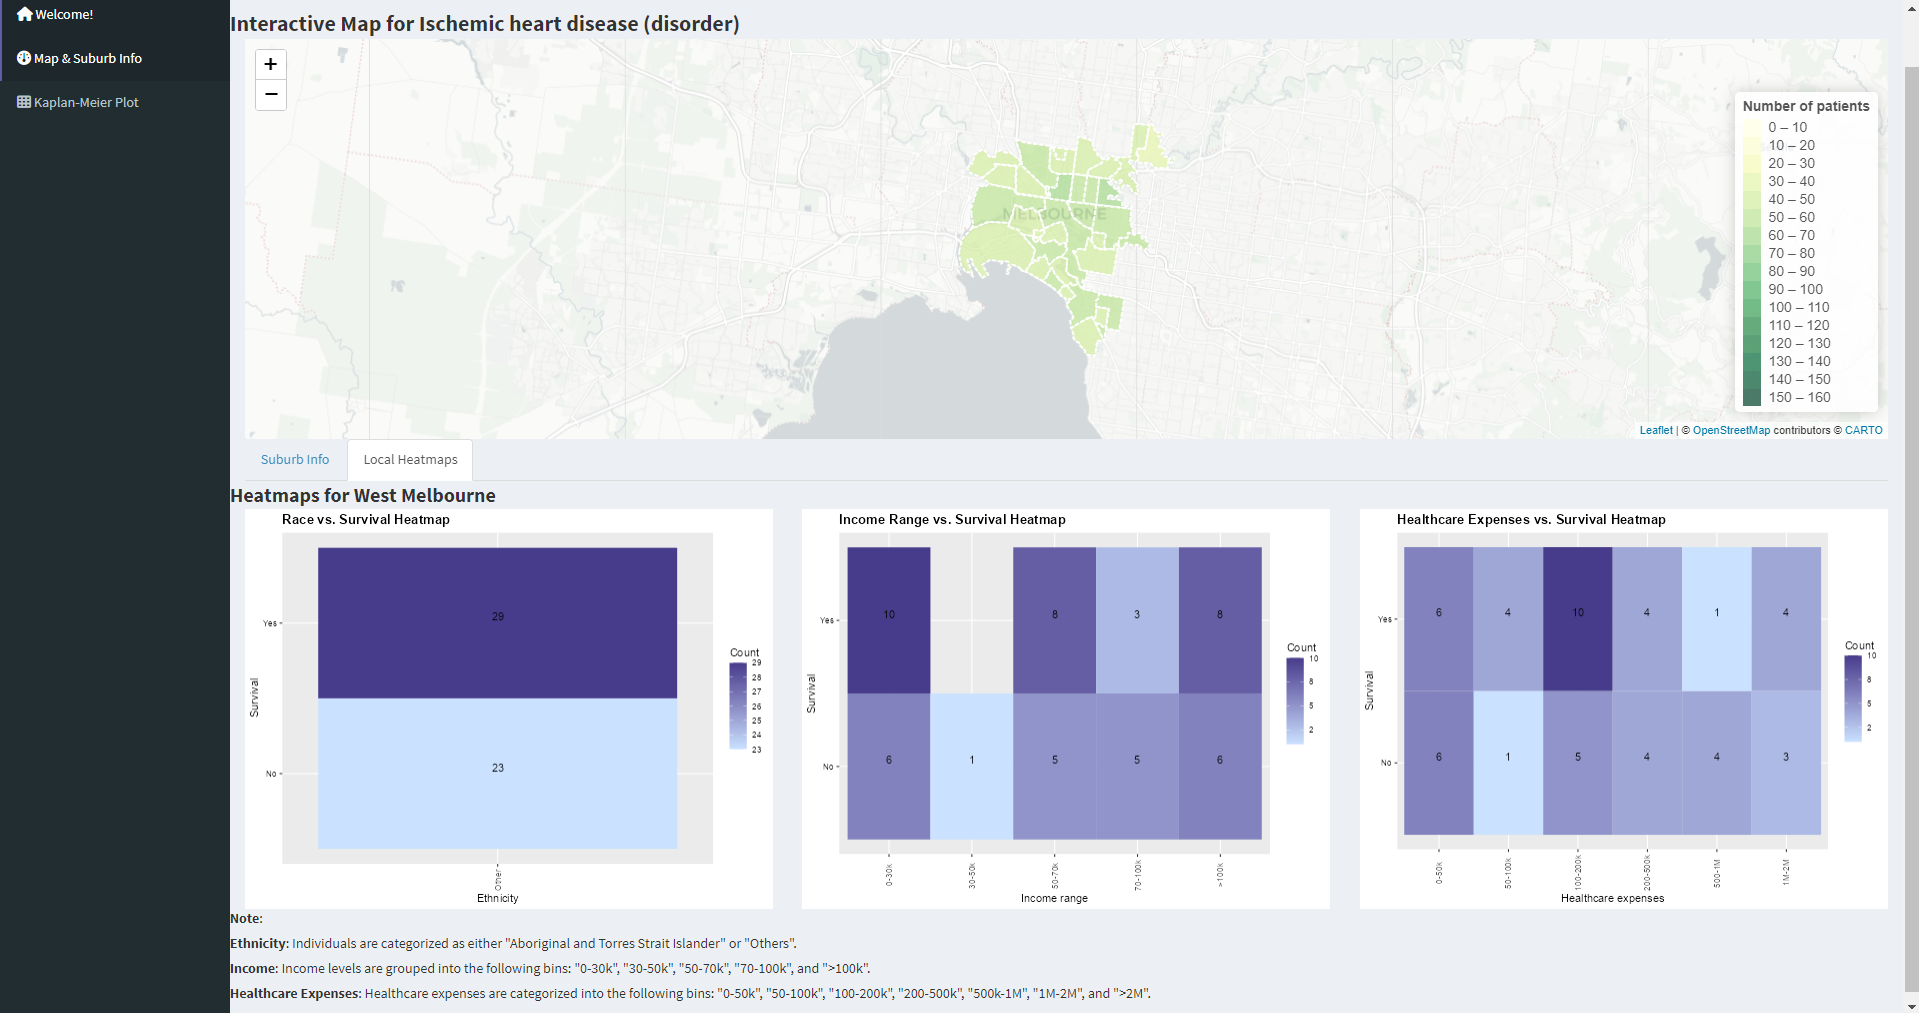 Welcome!
Map & Suburb Info
Kaplan-Meier Plot
Interactive Map for Ischemic heart disease (disorder)
+
−
MELBOURNE
Number of patients
0 – 10
10 – 20
20 – 30
30 – 40
40 – 50
50 – 60
60 – 70
70 – 80
80 – 90
90 – 100
100 – 110
110 – 120
120 – 130
130 – 140
140 – 150
150 – 160
Leaflet | © OpenStreetMap contributors © CARTO
Suburb Info
Local Heatmaps
Heatmaps for West Melbourne
Race vs. Survival Heatmap
Survival
Yes
No
29
23
Other
Ethnicity
Count
29
28
27
26
25
24
23
Income Range vs. Survival Heatmap
Survival
Yes
No
10 8 3 8
6 1 5 5 6
0-30k 30-50k 50-70k 70-100k >100k
Income range
Count
10
8
5
2
Healthcare Expenses vs. Survival Heatmap
Survival
Yes
No
6 4 10 4 1 4
6 1 5 4 4 3
0-50k 50-100k 100-200k 200-500k 500-1M 1M-2M
Healthcare expenses
Count
10
8
5
2
Note:
Ethnicity: Individuals are categorized as either "Aboriginal and Torres Strait Islander" or "Others".
Income: Income levels are grouped into the following bins: "0-30k", "30-50k", "50-70k", "70-100k", and ">100k".
Healthcare Expenses: Healthcare expenses are categorized into the following bins: "0-50k", "50-100k", "100-200k", "200-500k", "500k-1M", "1M-2M", and ">2M".